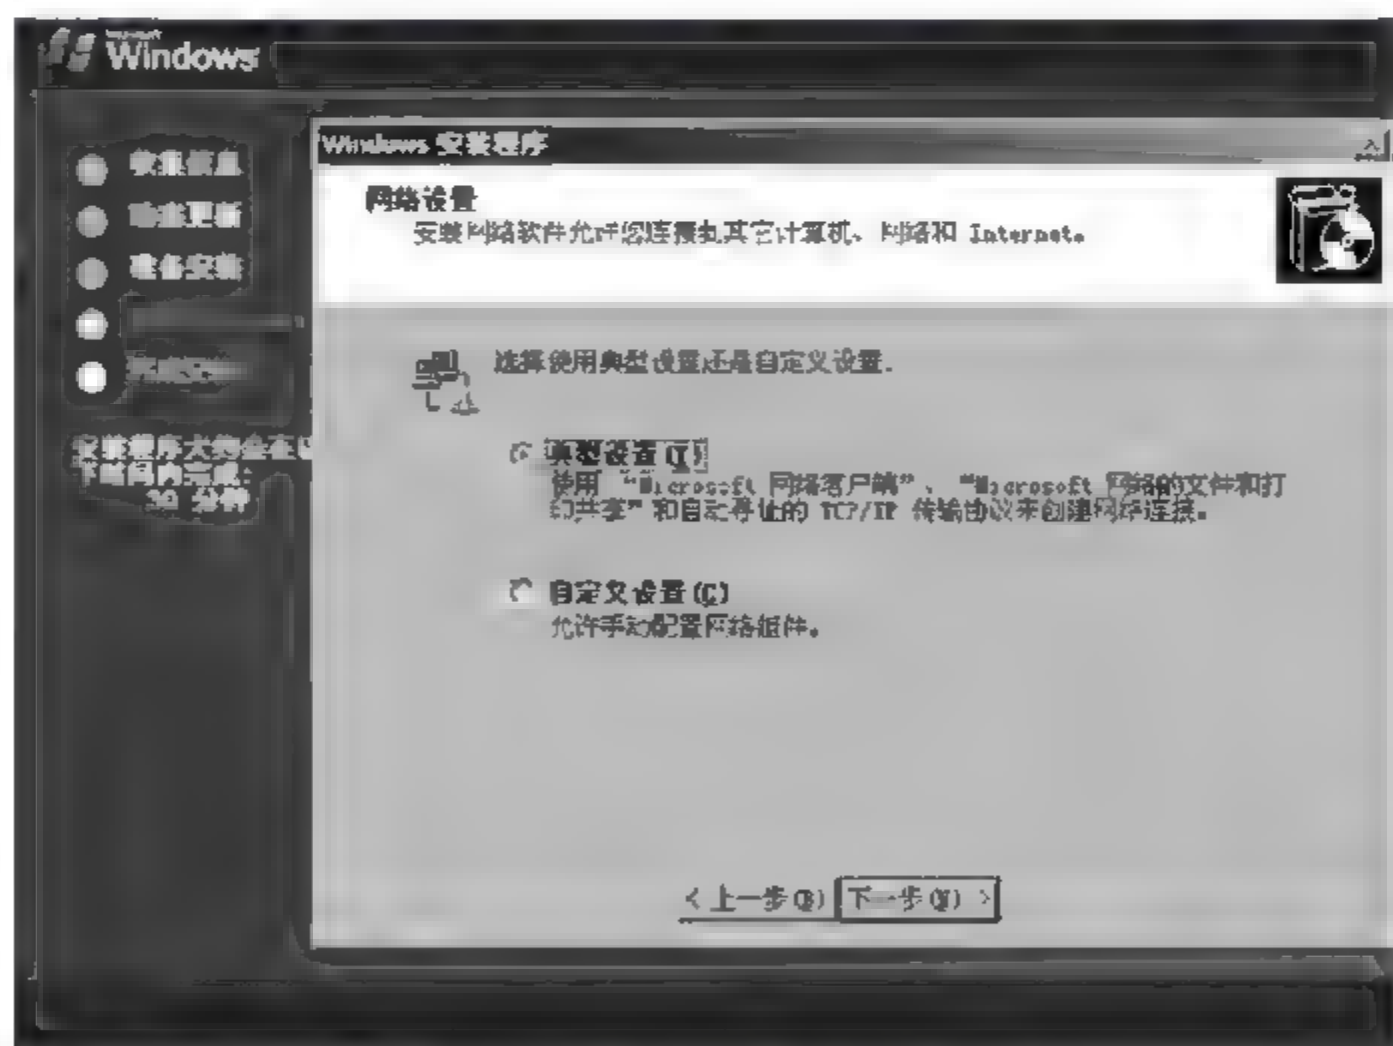 Microsoft
Windows
收集信息
动态更新
准备安装
安装程序大约会在以
下时间内完成:
30 分钟
Windows 安装程序
网络设置
安装网络软件允许您连接到其它计算机、网络和 Internet。
选择使用典型设置还是自定义设置.
典型设置(T)
使用 “Microsoft 网络客户端”、“Microsoft 网络的文件和打
印共享” 和自动寻址的 TCP/IP 传输协议来创建网络连接。
自定义设置(C)
允许手动配置网络组件。
< 上一步(B) 下一步(N) >